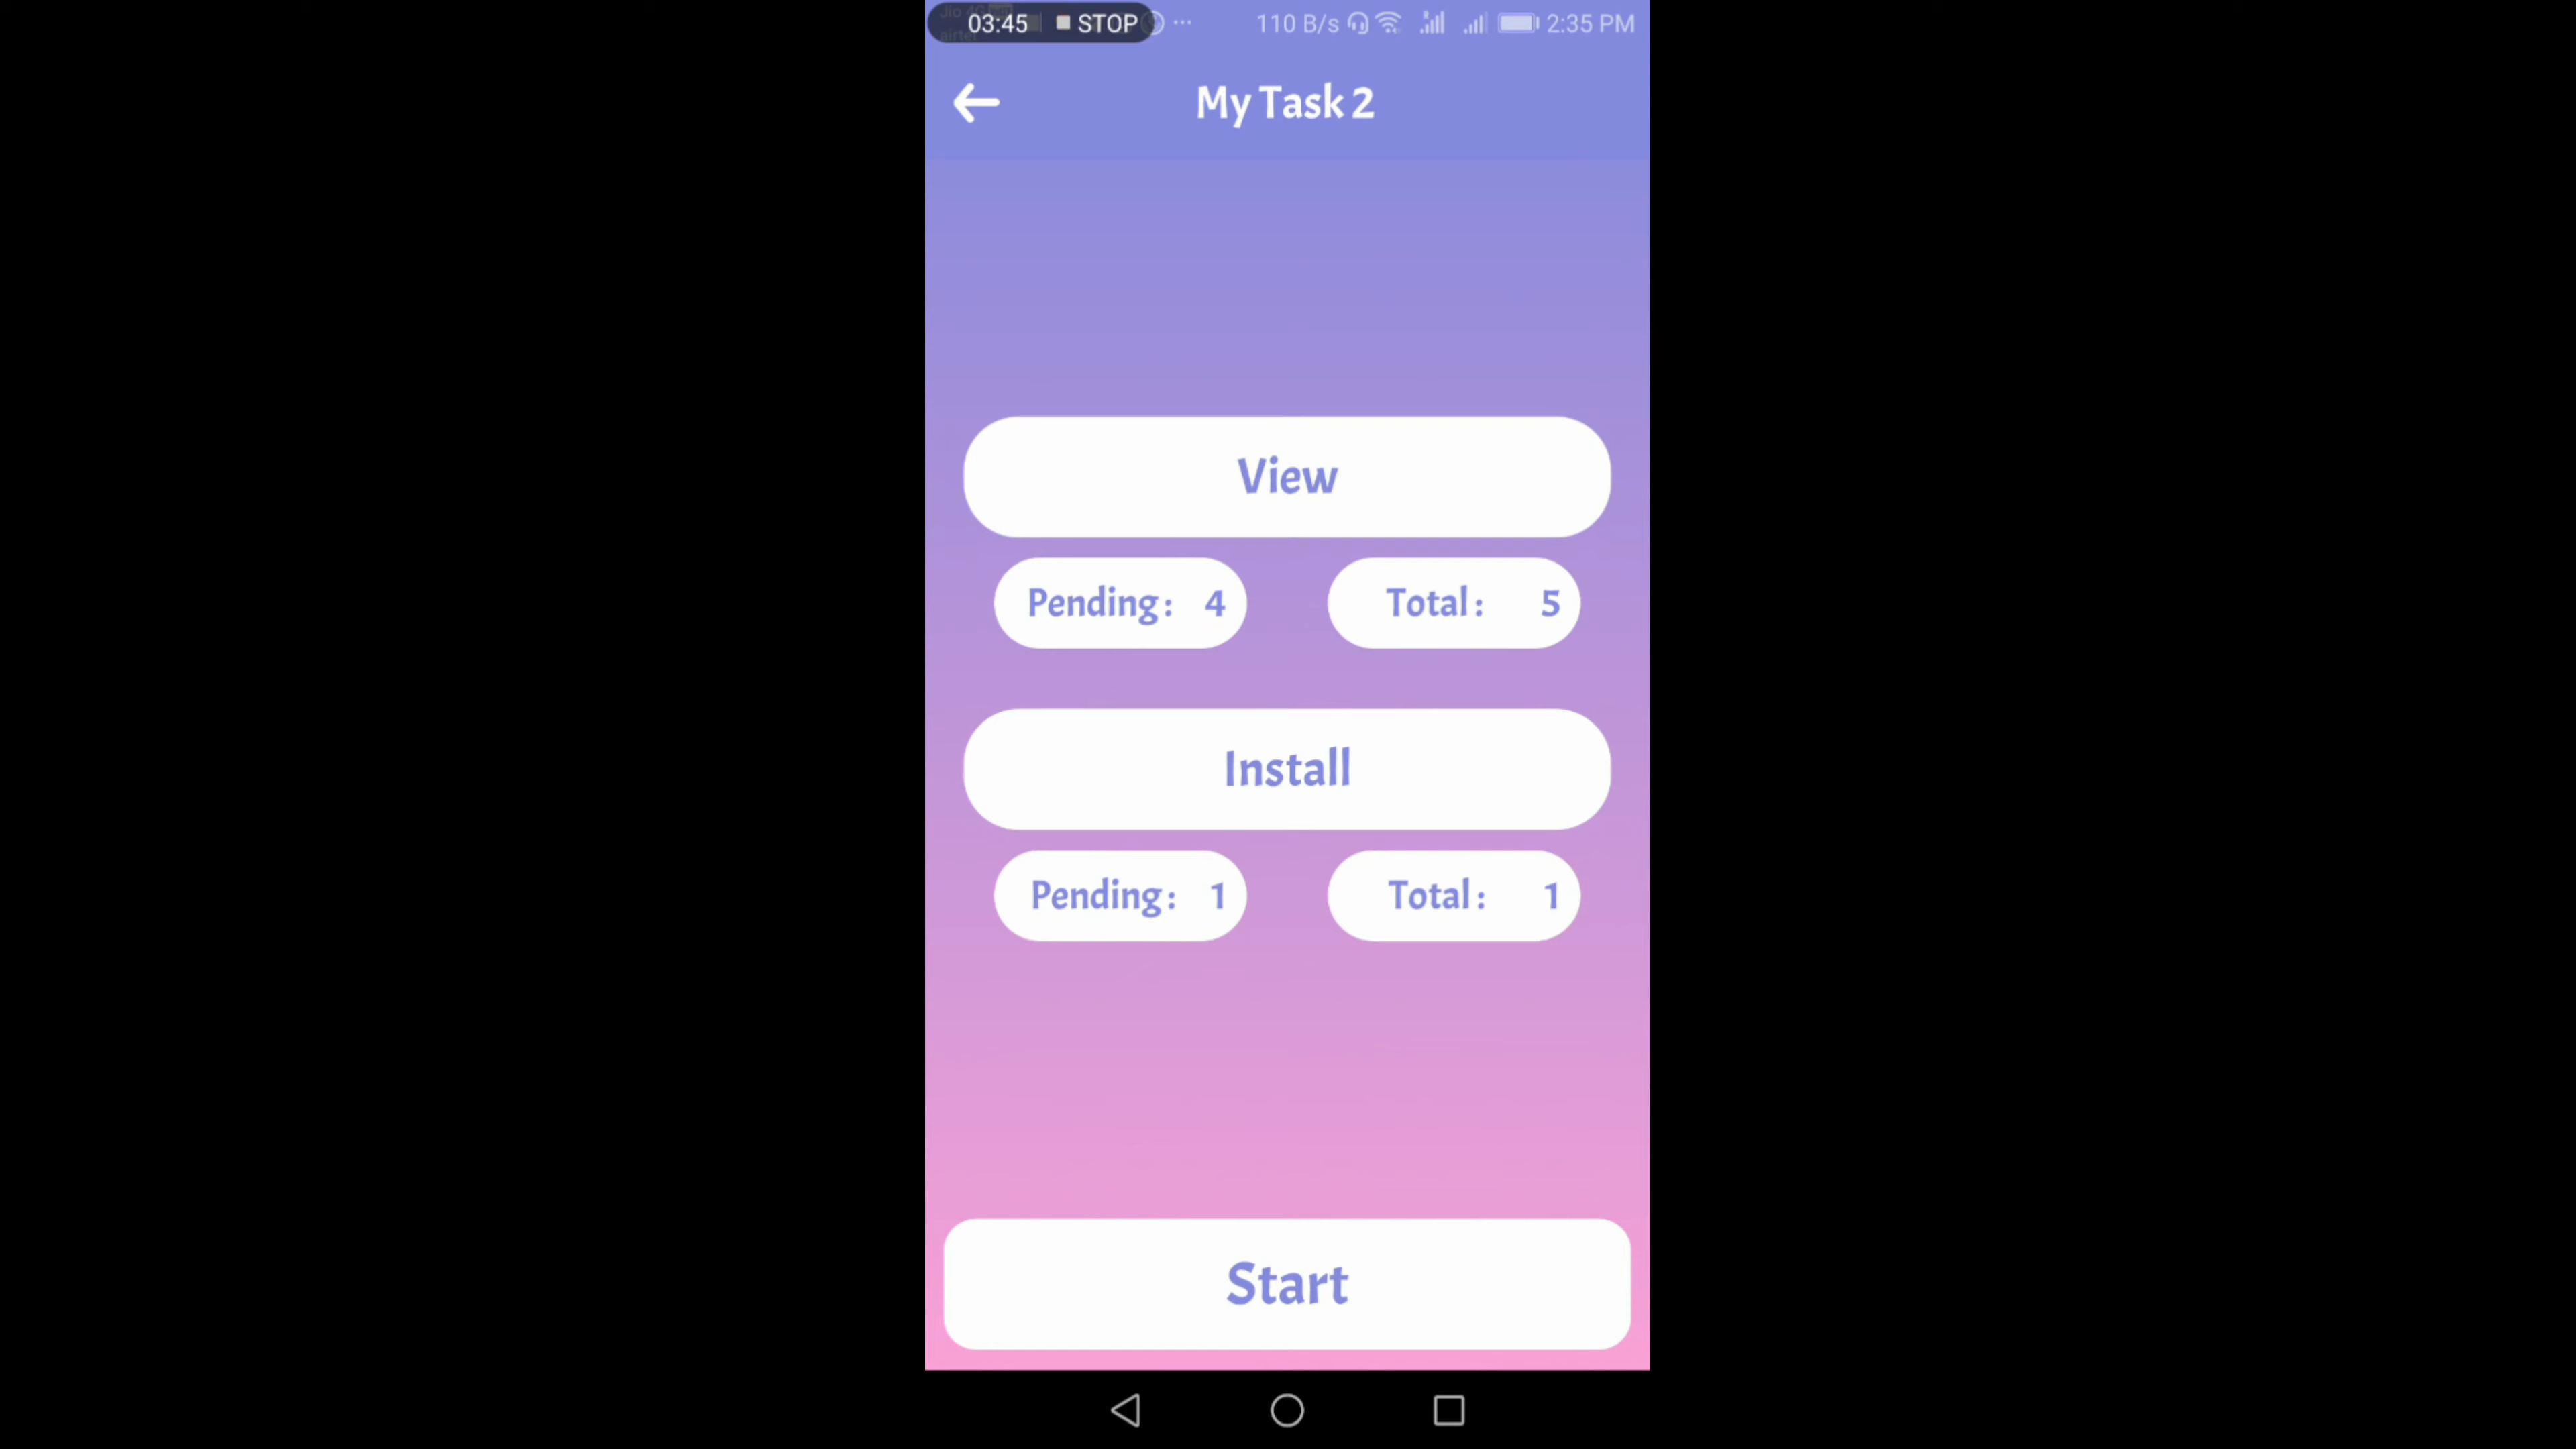 03:45 STOP ... 110 B/s 2:35 PM
My Task 2
View
Pending : 4 Total : 5
Install
Pending : 1 Total : 1
Start